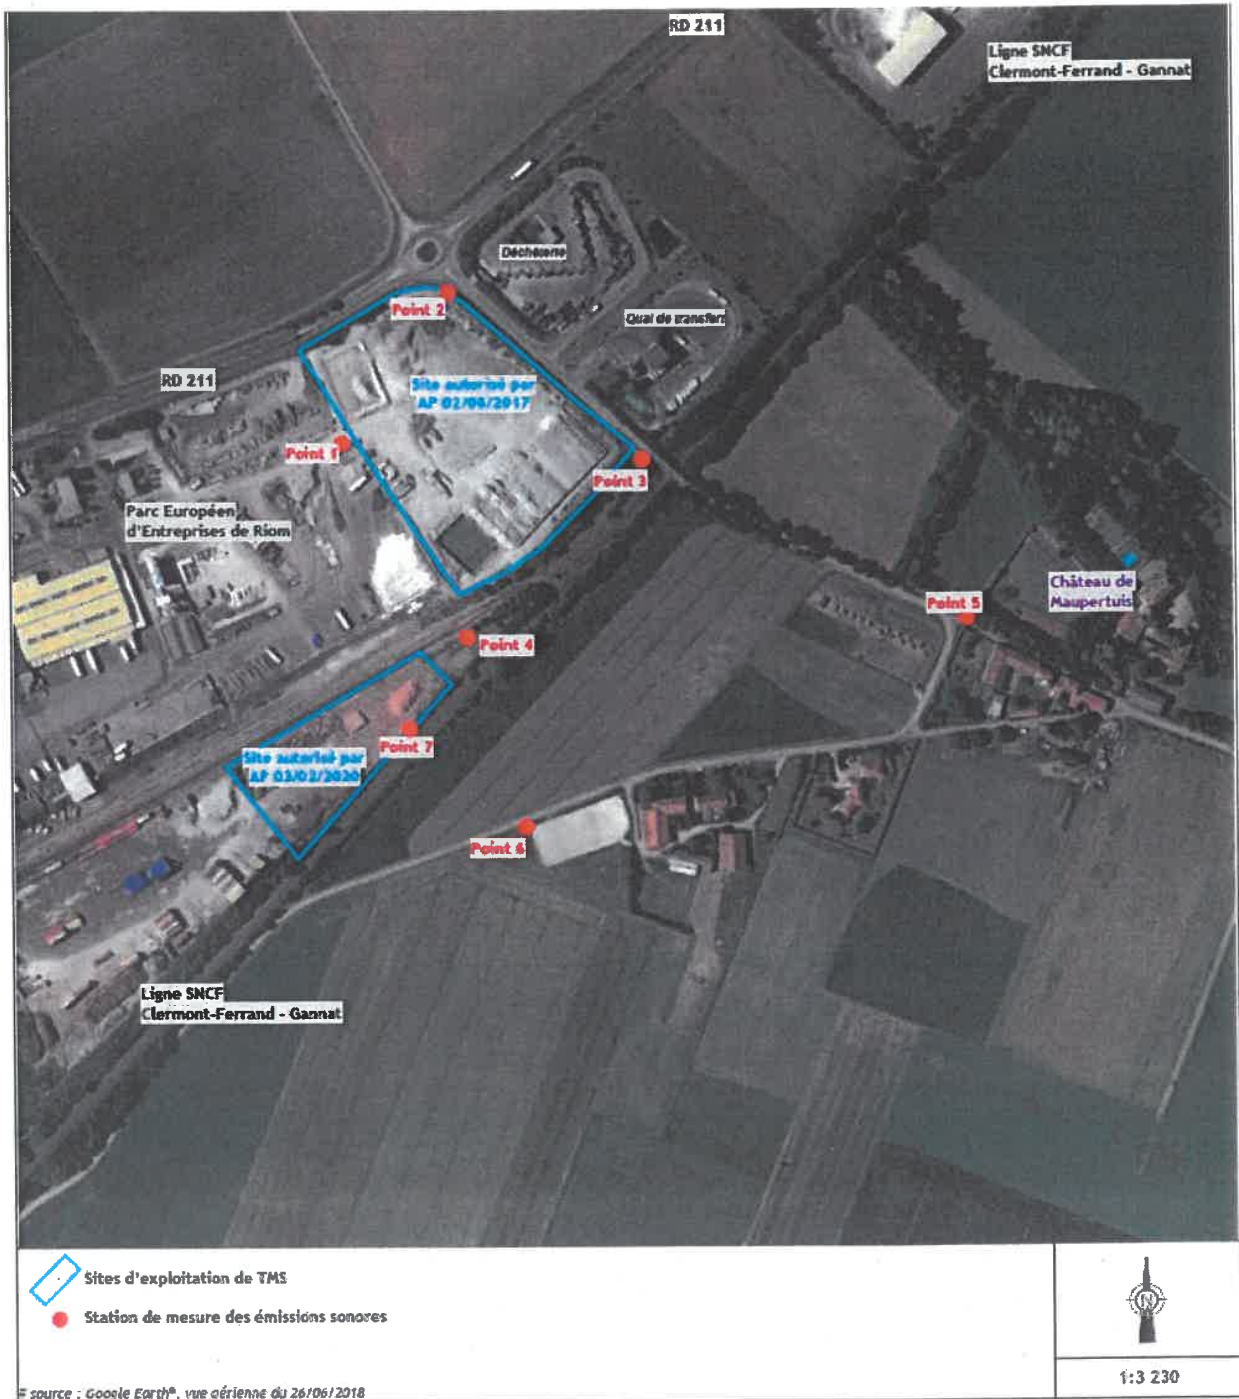 RD 211
Ligne SNCF
Clermont-Ferrand - Gannat
Déchèterie
Point 2
Quai de transfert
RD 211
Site autorisé par
AP 02/06/2017
Point 1
Point 3
Parc Européen
d'Entreprises de Riom
Château de
Maupertuis
Point 5
Point 4
Point 7
Site autorisé par
AP 03/02/2020
Point 6
Ligne SNCF
Clermont-Ferrand - Gannat
Sites d'exploitation de TMS
Station de mesure des émissions sonores
N
1:3 230
source : Google Earth®, vue aérienne du 26/06/2018